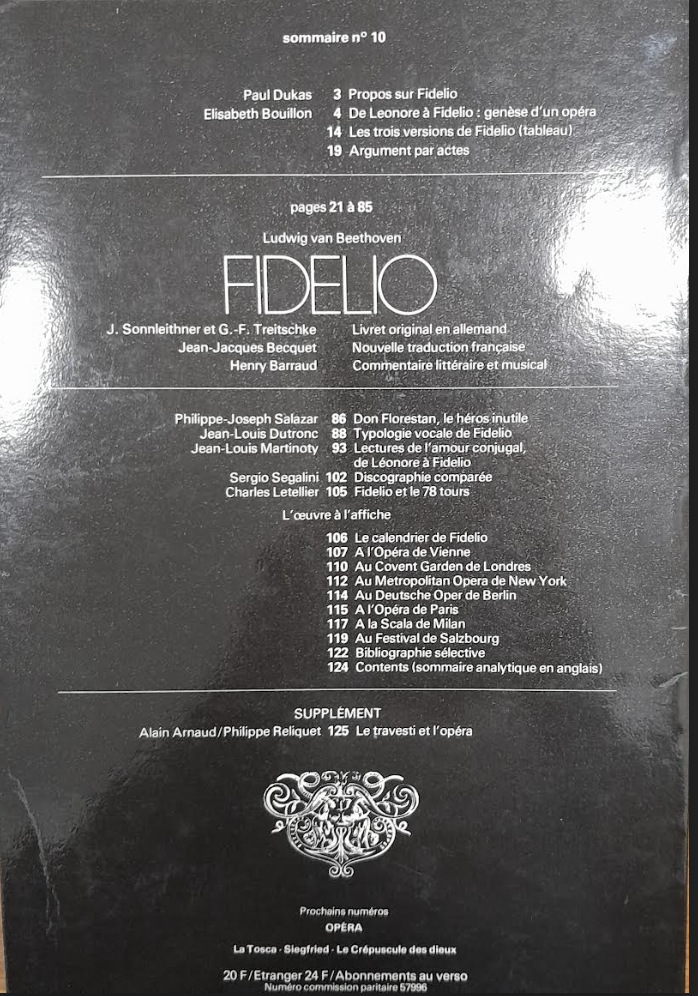 sommaire nº 10
Paul Dukas 3 Propos sur Fidelio
Elisabeth Bouillon 4 De Leonore à Fidelio : genèse d'un opéra
14 Les trois versions de Fidelio (tableau)
19 Argument par actes
pages 21 à 85
Ludwig van Beethoven
FIDELIO
J. Sonnleithner et G.-F. Treitschke Livret original en allemand
Jean-Jacques Becquet Nouvelle traduction française
Henry Barraud Commentaire littéraire et musical
Philippe-Joseph Salazar 86 Don Florestan, le héros inutile
Jean-Louis Dutronc 88 Typologie vocale de Fidelio
Jean-Louis Martinoty 93 Lectures de l'amour conjugal,
de Léonore à Fidelio
Sergio Segalini 102 Discographie comparée
Charles Letellier 105 Fidelio et le 78 tours
L'œuvre à l'affiche
106 Le calendrier de Fidelio
107 A l'Opéra de Vienne
110 Au Covent Garden de Londres
112 Au Metropolitan Opera de New York
114 Au Deutsche Oper de Berlin
115 A l'Opéra de Paris
117 A la Scala de Milan
119 Au Festival de Salzbourg
122 Bibliographie sélective
124 Contents (sommaire analytique en anglais)
SUPPLÉMENT
Alain Arnaud/Philippe Reliquet 125 Le travesti et l'opéra
Prochains numéros
OPÉRA
La Tosca - Siegfried - Le Crépuscule des dieux
20 F/Etranger 24 F/Abonnements au verso
Numéro commission paritaire 57996